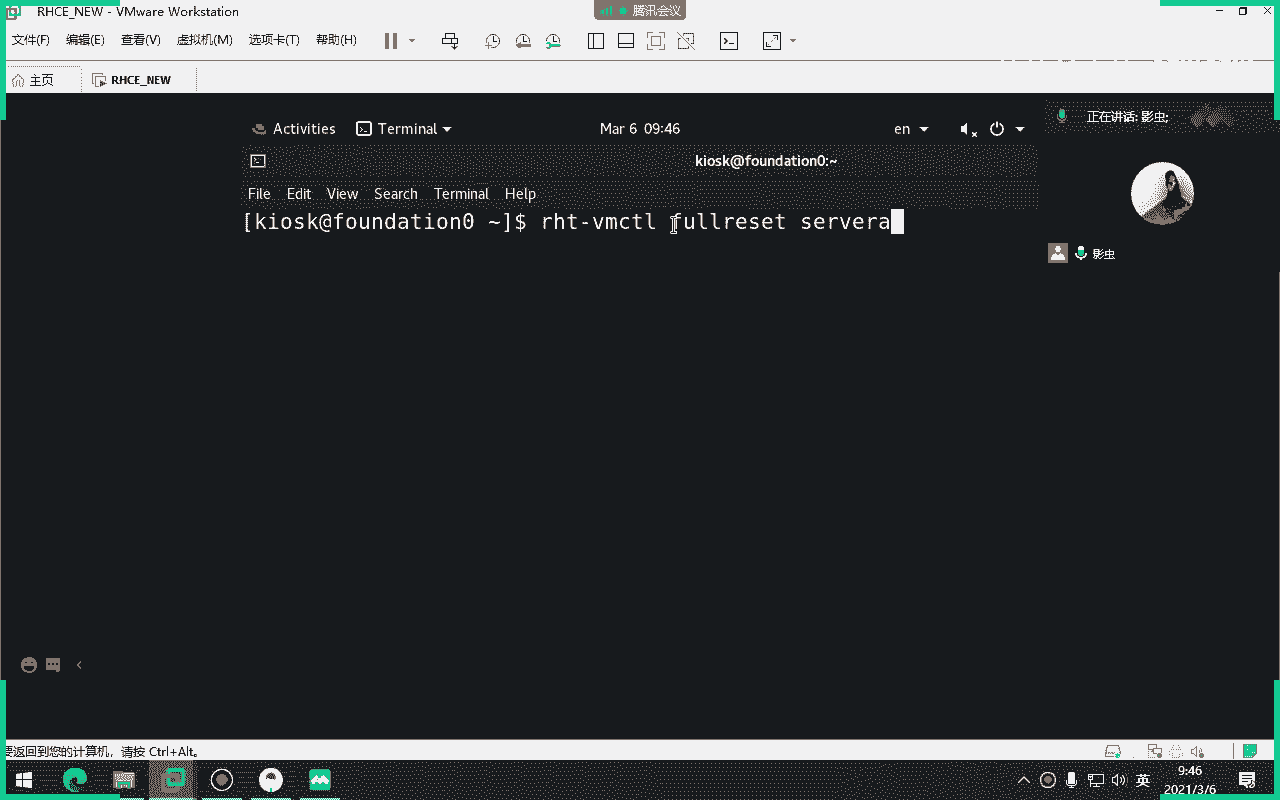 RHCE_NEW - VMware Workstation
腾讯会议
文件(F) 编辑(E) 查看(V) 虚拟机(M) 选项卡(T) 帮助(H)
主页 RHCE_NEW
Activities Terminal Mar 6 09:46 en
正在讲话: 影虫;
kiosk@foundation0:~
File Edit View Search Terminal Help
[kiosk@foundation0 ~]$ rht-vmctl fullreset servera
影虫
要返回到您的计算机，请按 Ctrl+Alt。
英
9:46
2021/3/6